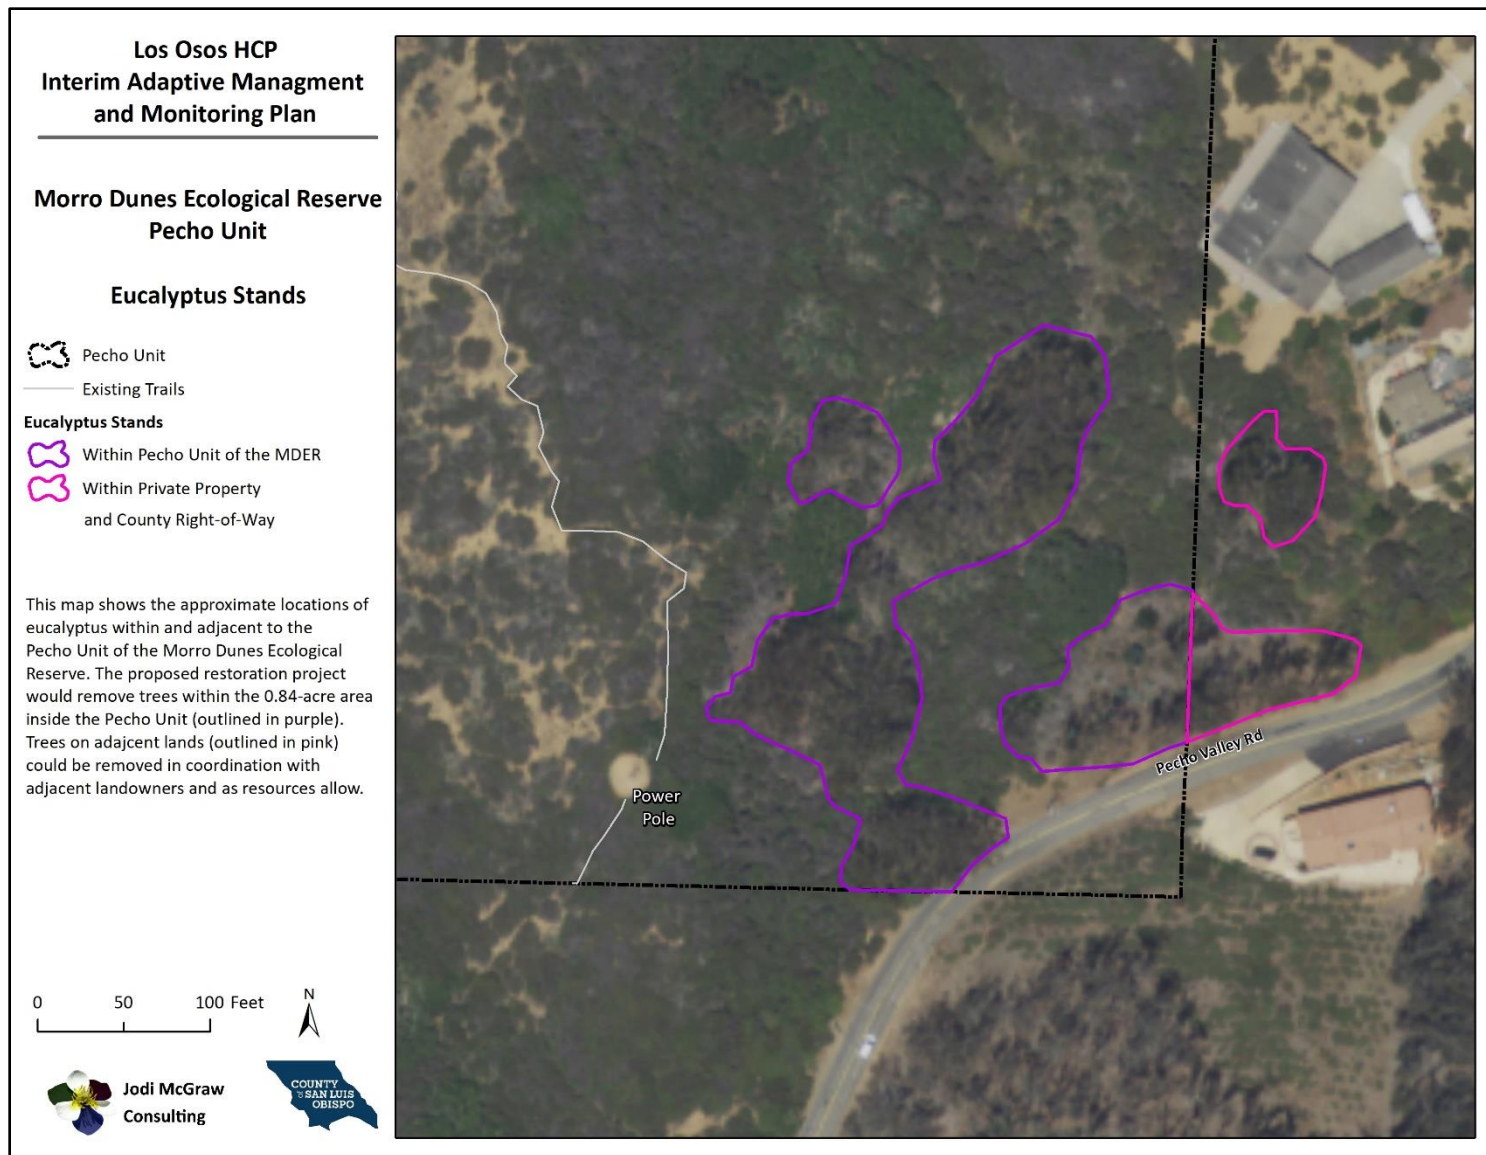 Los Osos HCP
Interim Adaptive Managment
and Monitoring Plan
Morro Dunes Ecological Reserve
Pecho Unit
Eucalyptus Stands
Pecho Unit
Existing Trails
Eucalyptus Stands
Within Pecho Unit of the MDER
Within Private Property
and County Right-of-Way
This map shows the approximate locations of
eucalyptus within and adjacent to the
Pecho Unit of the Morro Dunes Ecological
Reserve. The proposed restoration project
would remove trees within the 0.84-acre area
inside the Pecho Unit (outlined in purple).
Trees on adajcent lands (outlined in pink)
could be removed in coordination with
adjacent landowners and as resources allow.
0 50 100 Feet
N
Jodi McGraw
Consulting
COUNTY
OF SAN LUIS
OBISPO
Power
Pole
Pecho Valley Rd